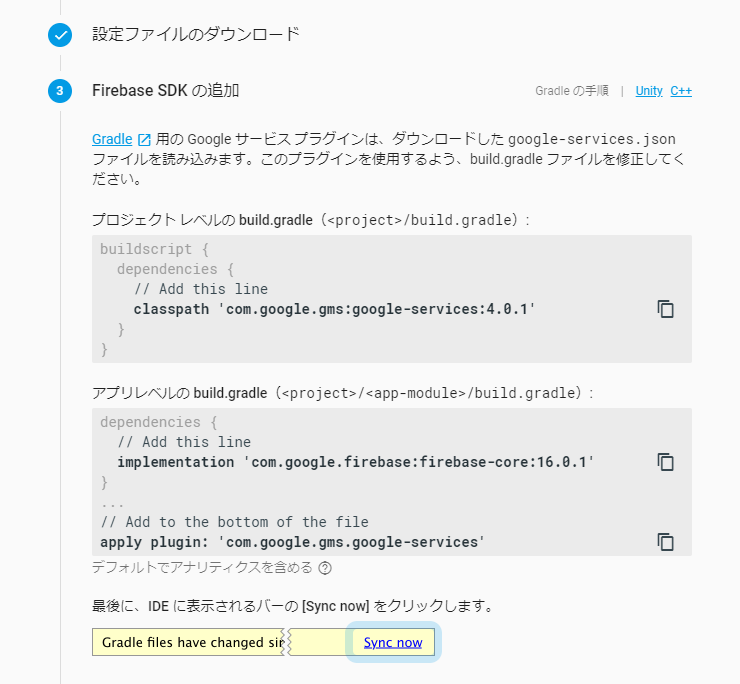 設定ファイルのダウンロード
3 Firebase SDK の追加 Gradle の手順 | Unity C++
Gradle 用の Google サービス プラグインは、ダウンロードした google-services.json
ファイルを読み込みます。このプラグインを使用するよう、build.gradle ファイルを修正してく
ださい。
プロジェクト レベルの build.gradle（<project>/build.gradle）:
buildscript {
dependencies {
// Add this line
classpath 'com.google.gms:google-services:4.0.1'
}
}
アプリレベルの build.gradle（<project>/<app-module>/build.gradle）:
dependencies {
// Add this line
implementation 'com.google.firebase:firebase-core:16.0.1'
}
...
// Add to the bottom of the file
apply plugin: 'com.google.gms.google-services'
デフォルトでアナリティクスを含める ?
最後に、IDE に表示されるバーの [Sync now] をクリックします。
Gradle files have changed sin Sync now